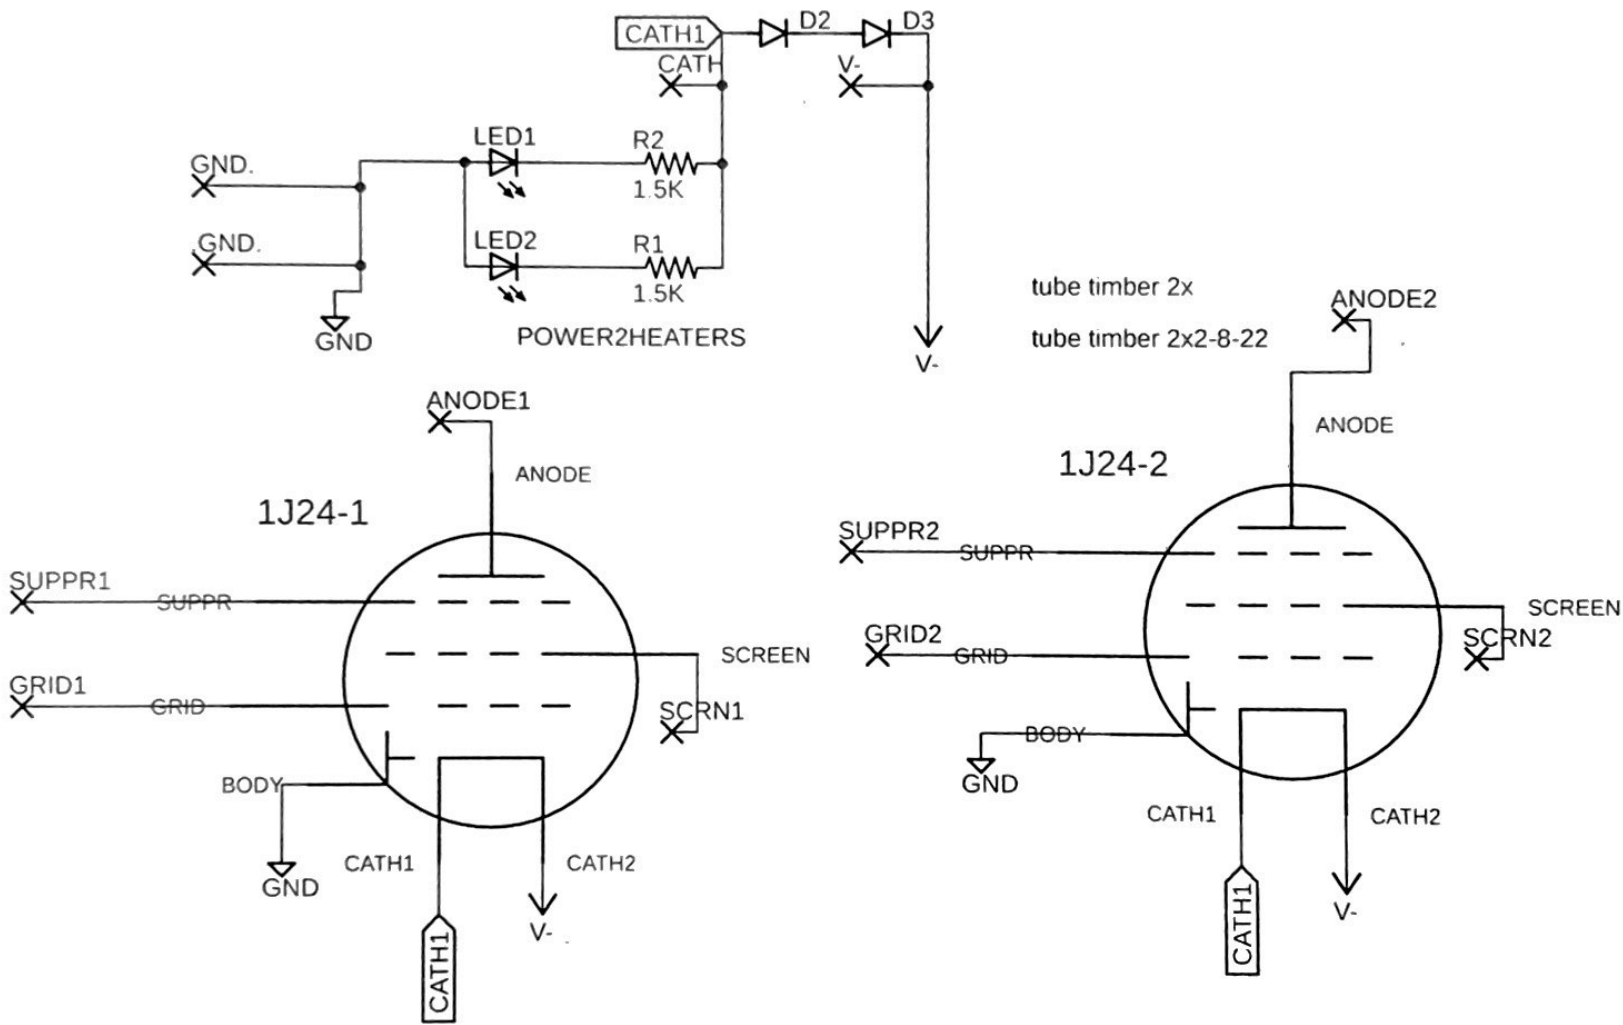 CATH1
D2
D3
CATH
V-
LED1
R2
1.5K
GND.
.GND.
LED2
R1
1.5K
GND
POWER2HEATERS
V-
tube timber 2x
tube timber 2x2-8-22
ANODE2
ANODE
1J24-2
SUPPR2
SUPPR
SCREEN
GRID2
GRID
SCRN2
BODY
GND
CATH1
CATH2
CATH1
V-
ANODE1
ANODE
1J24-1
SUPPR1
SUPPR
SCREEN
GRID1
GRID
SCRN1
BODY
GND
CATH1
CATH2
CATH1
V-